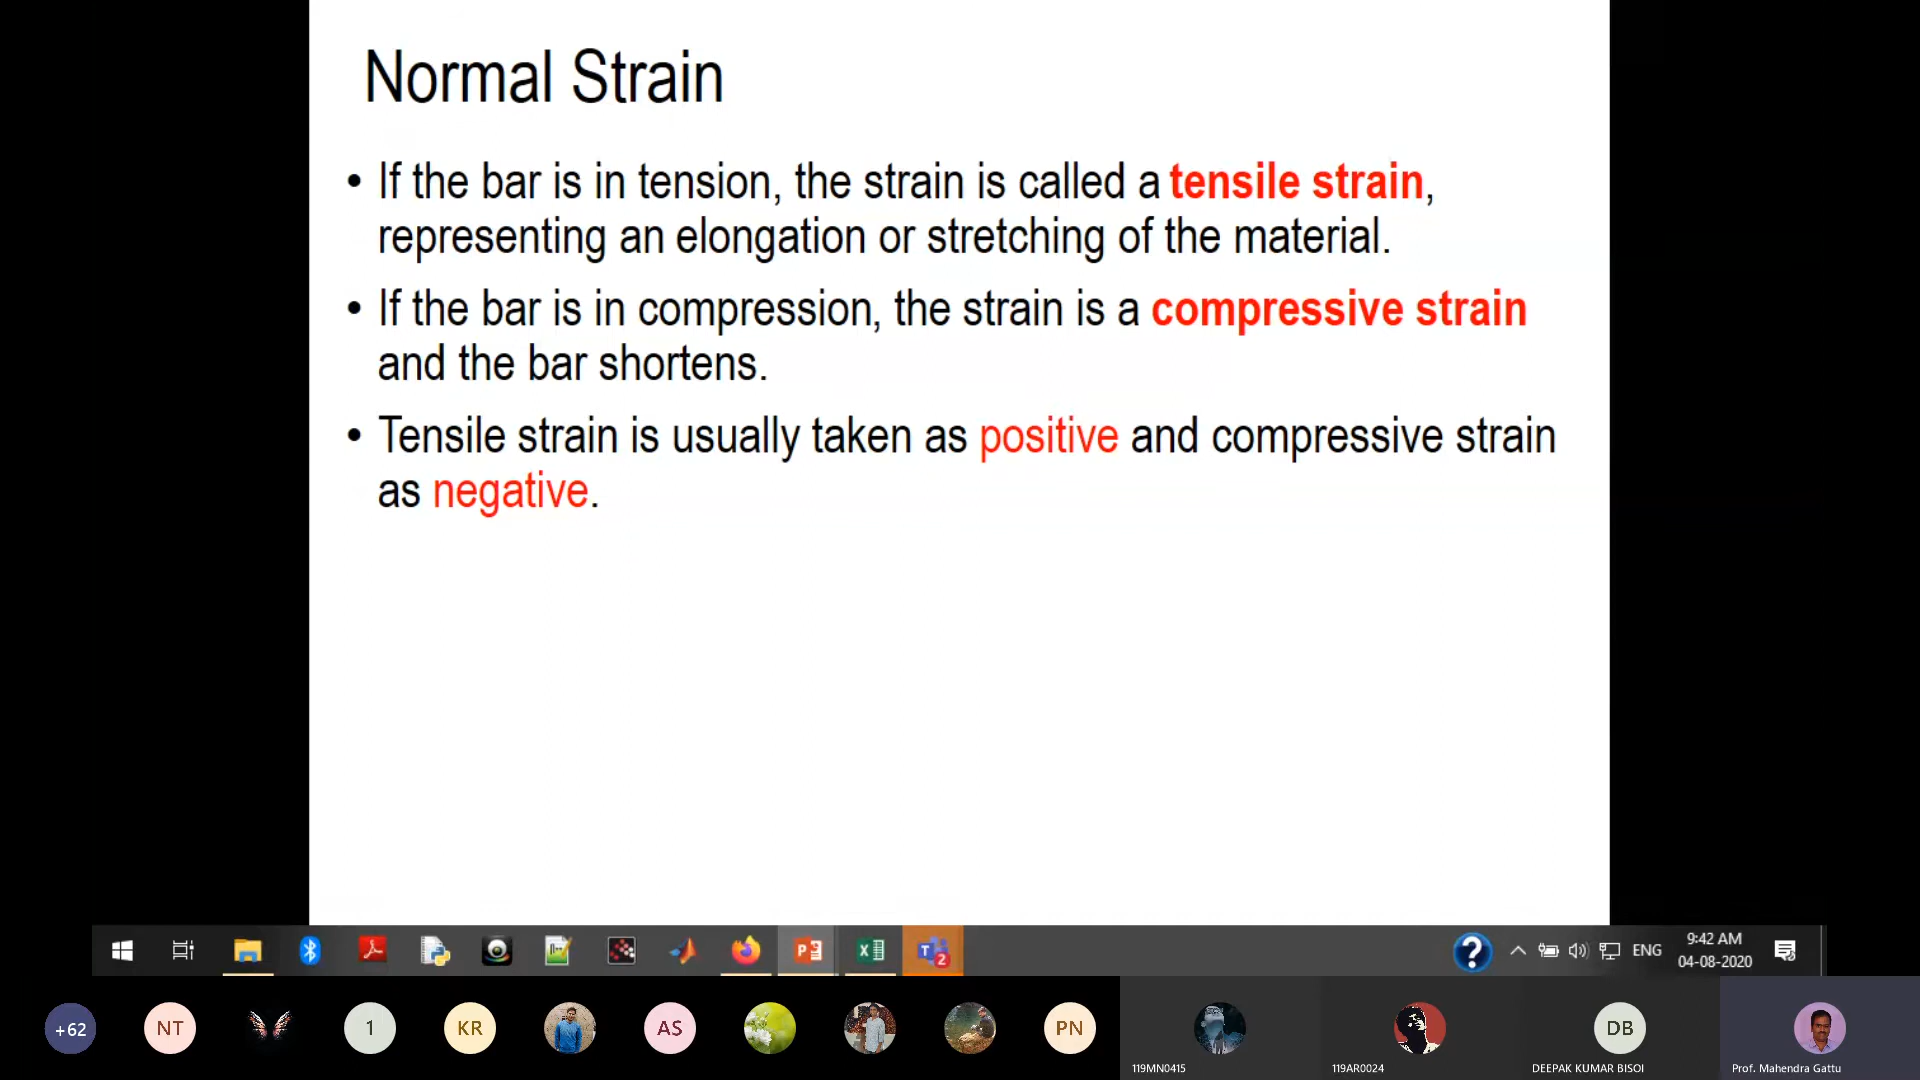 Normal Strain
• If the bar is in tension, the strain is called a tensile strain,
representing an elongation or stretching of the material.
• If the bar is in compression, the strain is a compressive strain
and the bar shortens.
• Tensile strain is usually taken as positive and compressive strain
as negative.
ENG
9:42 AM
04-08-2020
+62
NT
1
KR
AS
PN
119MN0415
119AR0024
DB
DEEPAK KUMAR BISOI
Prof. Mahendra Gattu